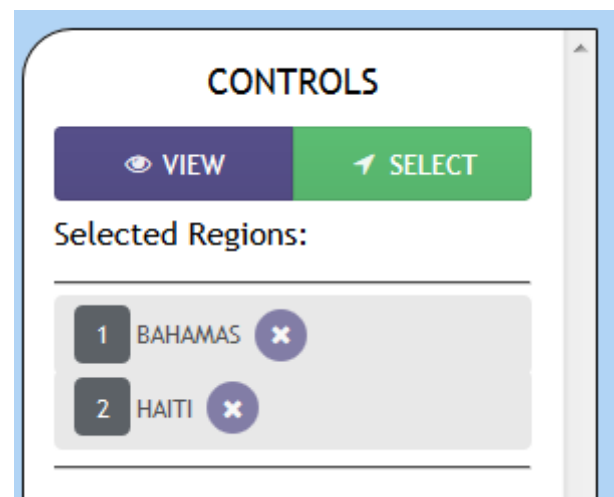 CONTROLS
VIEW SELECT
Selected Regions:
1 BAHAMAS
2 HAITI